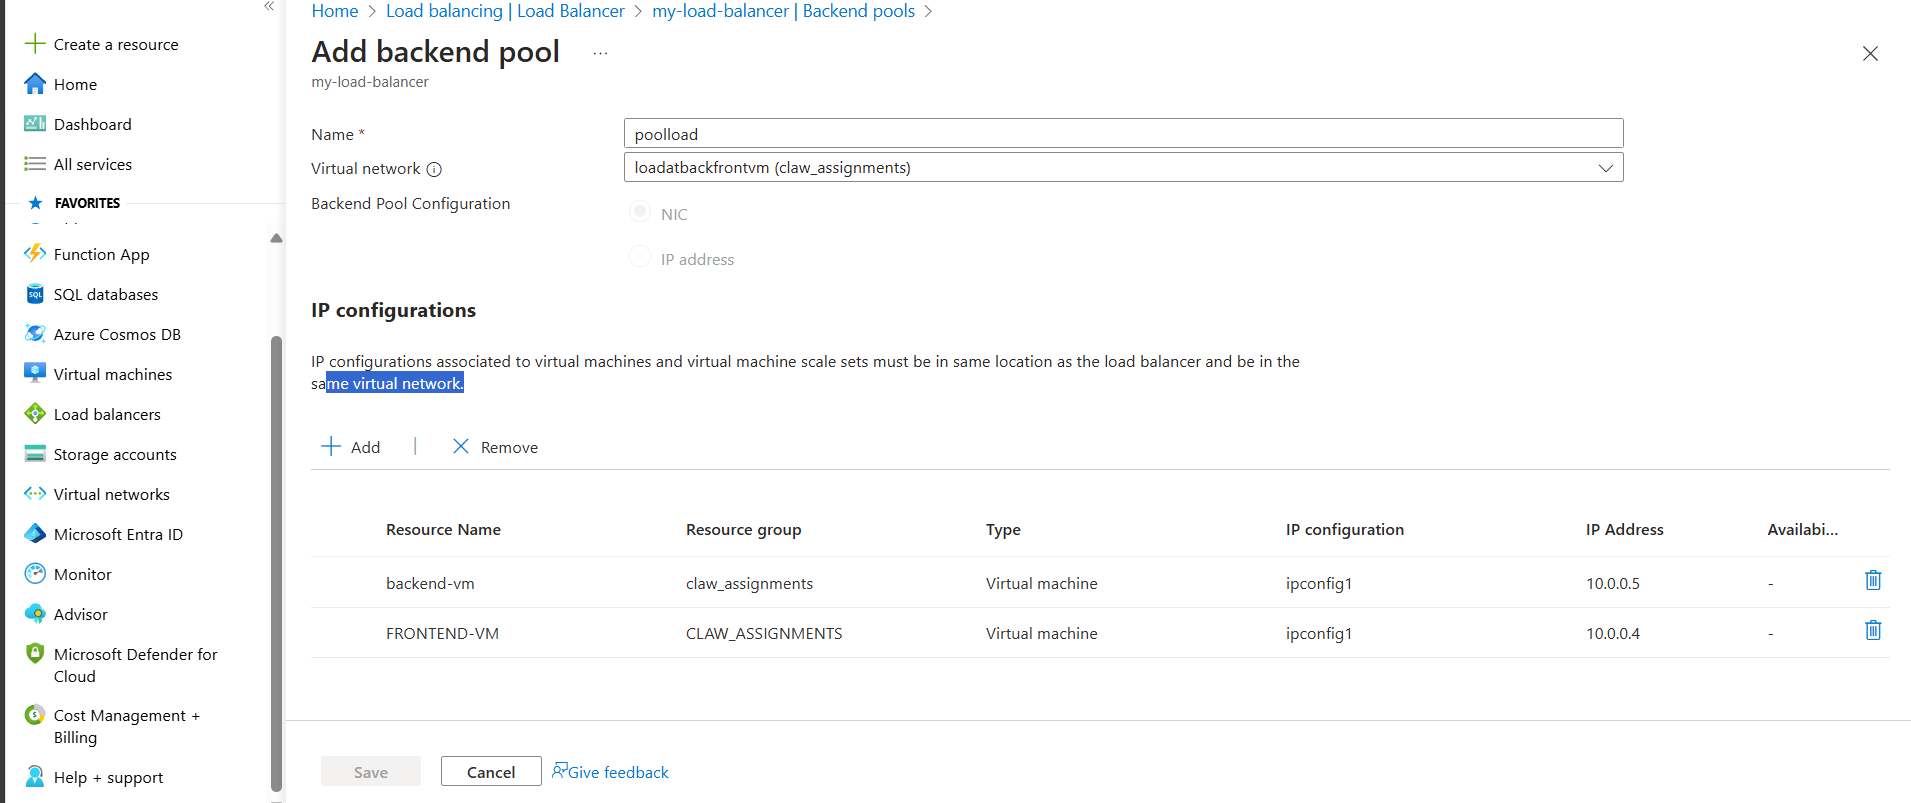 Home > Load balancing | Load Balancer > my-load-balancer | Backend pools >
Add backend pool ...
my-load-balancer
Create a resource
Home
Dashboard
All services
FAVORITES
Function App
SQL databases
Azure Cosmos DB
Virtual machines
Load balancers
Storage accounts
Virtual networks
Microsoft Entra ID
Monitor
Advisor
Microsoft Defender for
Cloud
Cost Management +
Billing
Help + support
Name *
poolload
Virtual network
loadatbackfrontvm (claw_assignments)
Backend Pool Configuration
NIC
IP address
IP configurations
IP configurations associated to virtual machines and virtual machine scale sets must be in same location as the load balancer and be in the
same virtual network.
Add | Remove
Resource Name Resource group Type IP configuration IP Address Availabi...
backend-vm claw_assignments Virtual machine ipconfig1 10.0.0.5 -
FRONTEND-VM CLAW_ASSIGNMENTS Virtual machine ipconfig1 10.0.0.4 -
Save Cancel Give feedback